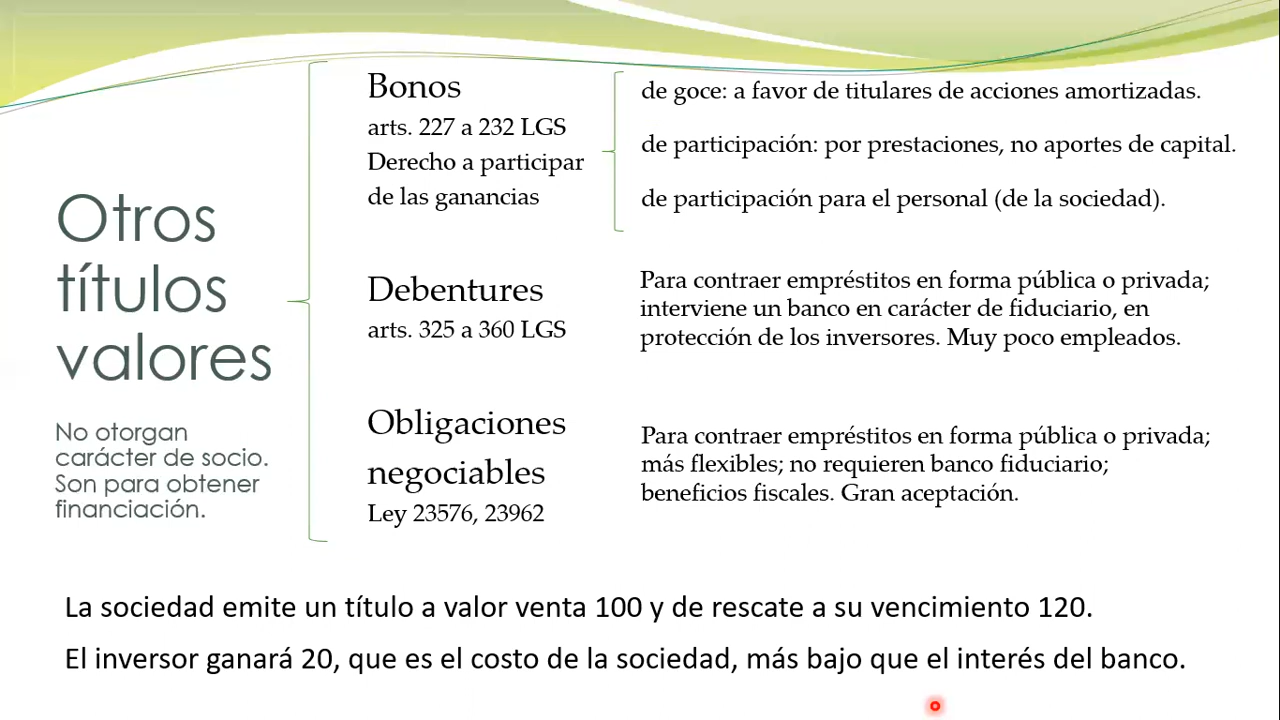 Otros
títulos
valores
No otorgan
carácter de socio.
Son para obtener
financiación.
Bonos
arts. 227 a 232 LGS
Derecho a participar
de las ganancias
de goce: a favor de titulares de acciones amortizadas.
de participación: por prestaciones, no aportes de capital.
de participación para el personal (de la sociedad).
Debentures
arts. 325 a 360 LGS
Para contraer empréstitos en forma pública o privada;
interviene un banco en carácter de fiduciario, en
protección de los inversores. Muy poco empleados.
Obligaciones
negociables
Ley 23576, 23962
Para contraer empréstitos en forma pública o privada;
más flexibles; no requieren banco fiduciario;
beneficios fiscales. Gran aceptación.
La sociedad emite un título a valor venta 100 y de rescate a su vencimiento 120.
El inversor ganará 20, que es el costo de la sociedad, más bajo que el interés del banco.